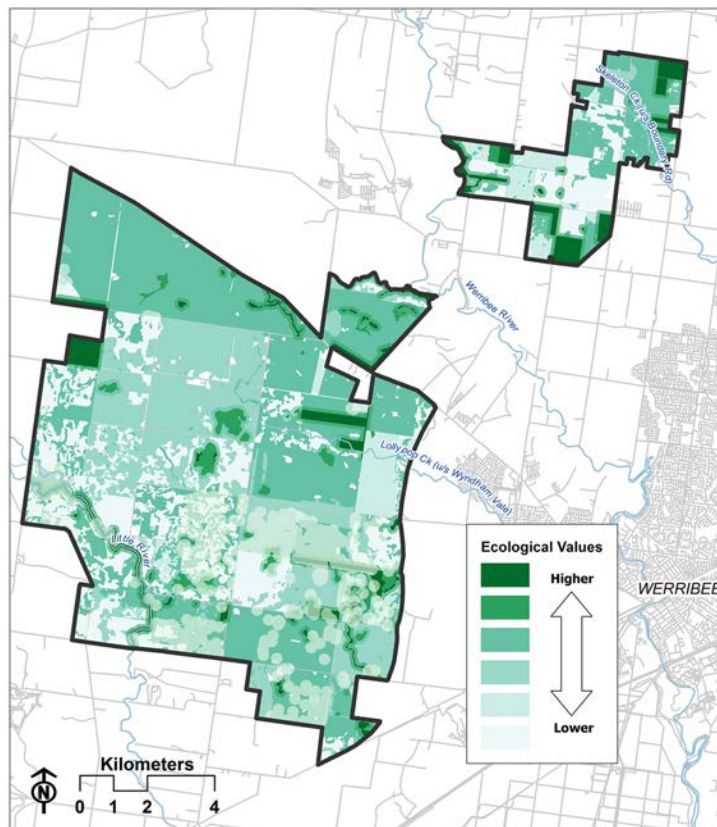 Skeleton Ck (u/s Boundary Rd)
Werribee River
Lollypop Ck (u/s Wyndham Vale)
Little River
Ecological Values
Higher
Lower
WERRIBEE
Kilometers
N
0 1 2 4